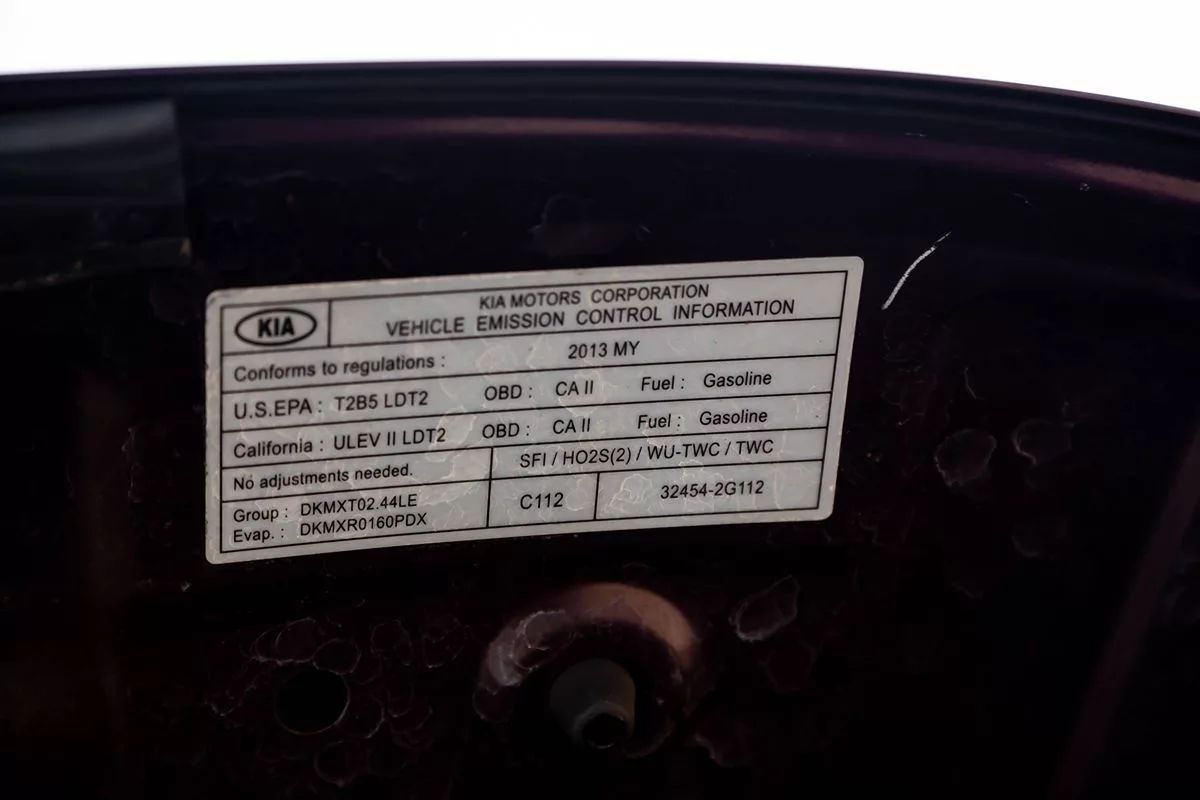 KIA
KIA MOTORS CORPORATION
VEHICLE EMISSION CONTROL INFORMATION
Conforms to regulations : 2013 MY
U.S.EPA : T2B5 LDT2 OBD : CA II Fuel : Gasoline
California : ULEV II LDT2 OBD : CA II Fuel : Gasoline
No adjustments needed. SFI / HO2S(2) / WU-TWC / TWC
Group : DKMXT02.44LE
Evap. : DKMXR0160PDX
C112
32454-2G112